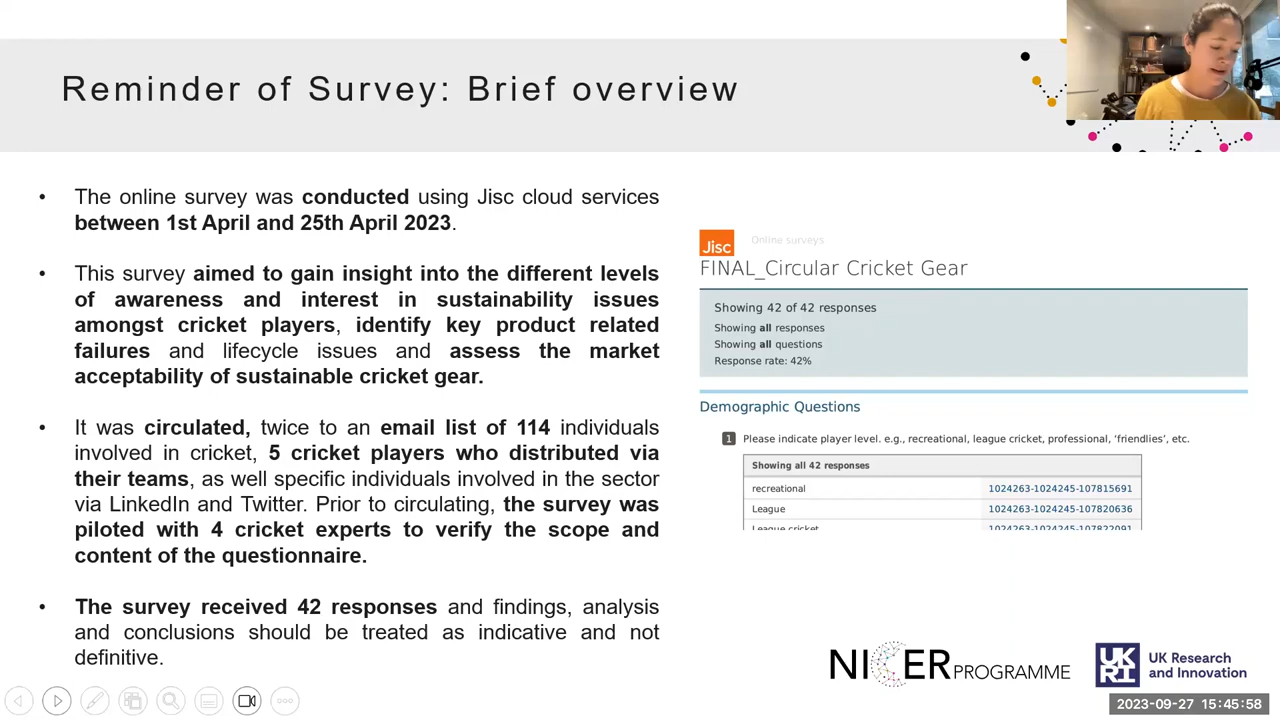 Reminder of Survey: Brief overview
• The online survey was conducted using Jisc cloud services
between 1st April and 25th April 2023.
• This survey aimed to gain insight into the different levels
of awareness and interest in sustainability issues
amongst cricket players, identify key product related
failures and lifecycle issues and assess the market
acceptability of sustainable cricket gear.
• It was circulated, twice to an email list of 114 individuals
involved in cricket, 5 cricket players who distributed via
their teams, as well specific individuals involved in the sector
via LinkedIn and Twitter. Prior to circulating, the survey was
piloted with 4 cricket experts to verify the scope and
content of the questionnaire.
• The survey received 42 responses and findings, analysis
and conclusions should be treated as indicative and not
definitive.
Jisc Online surveys
FINAL_Circular Cricket Gear
Showing 42 of 42 responses
Showing all responses
Showing all questions
Response rate: 42%
Demographic Questions
1 Please indicate player level. e.g., recreational, league cricket, professional, ‘friendlies’, etc.
Showing all 42 responses
recreational 1024263-1024245-107815691
League 1024263-1024245-107820636
League cricket 1024263-1024245-107822091
NICER PROGRAMME
UKRI UK Research
and Innovation
2023-09-27 15:45:58